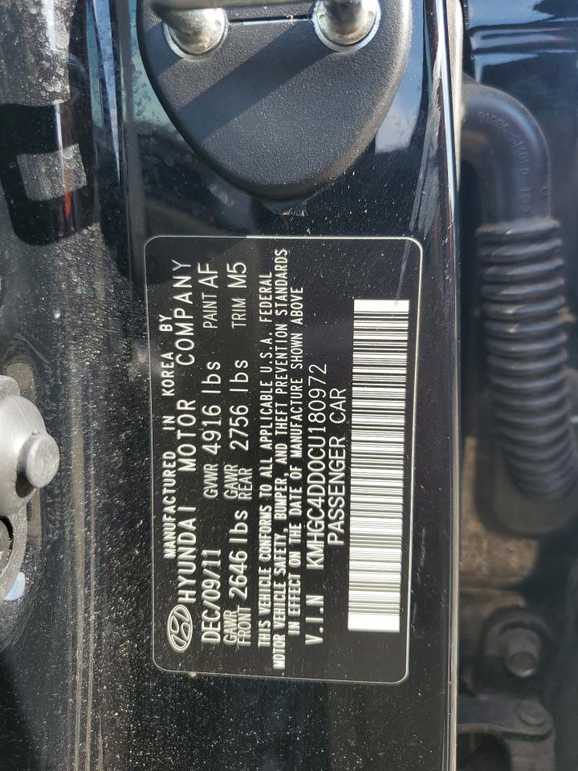 MANUFACTURED IN KOREA BY
HYUNDAI MOTOR COMPANY
DEC/09/11 GVWR 4916 lbs PAINT AF
GAWR FRONT 2646 lbs GAWR REAR 2756 lbs TRIM M5
THIS VEHICLE CONFORMS TO ALL APPLICABLE U.S.A. FEDERAL
MOTOR VEHICLE SAFETY, BUMPER, AND THEFT PREVENTION STANDARDS
IN EFFECT ON THE DATE OF MANUFACTURE SHOWN ABOVE
V.I.N KMHGC4DD0CU180972
PASSENGER CAR